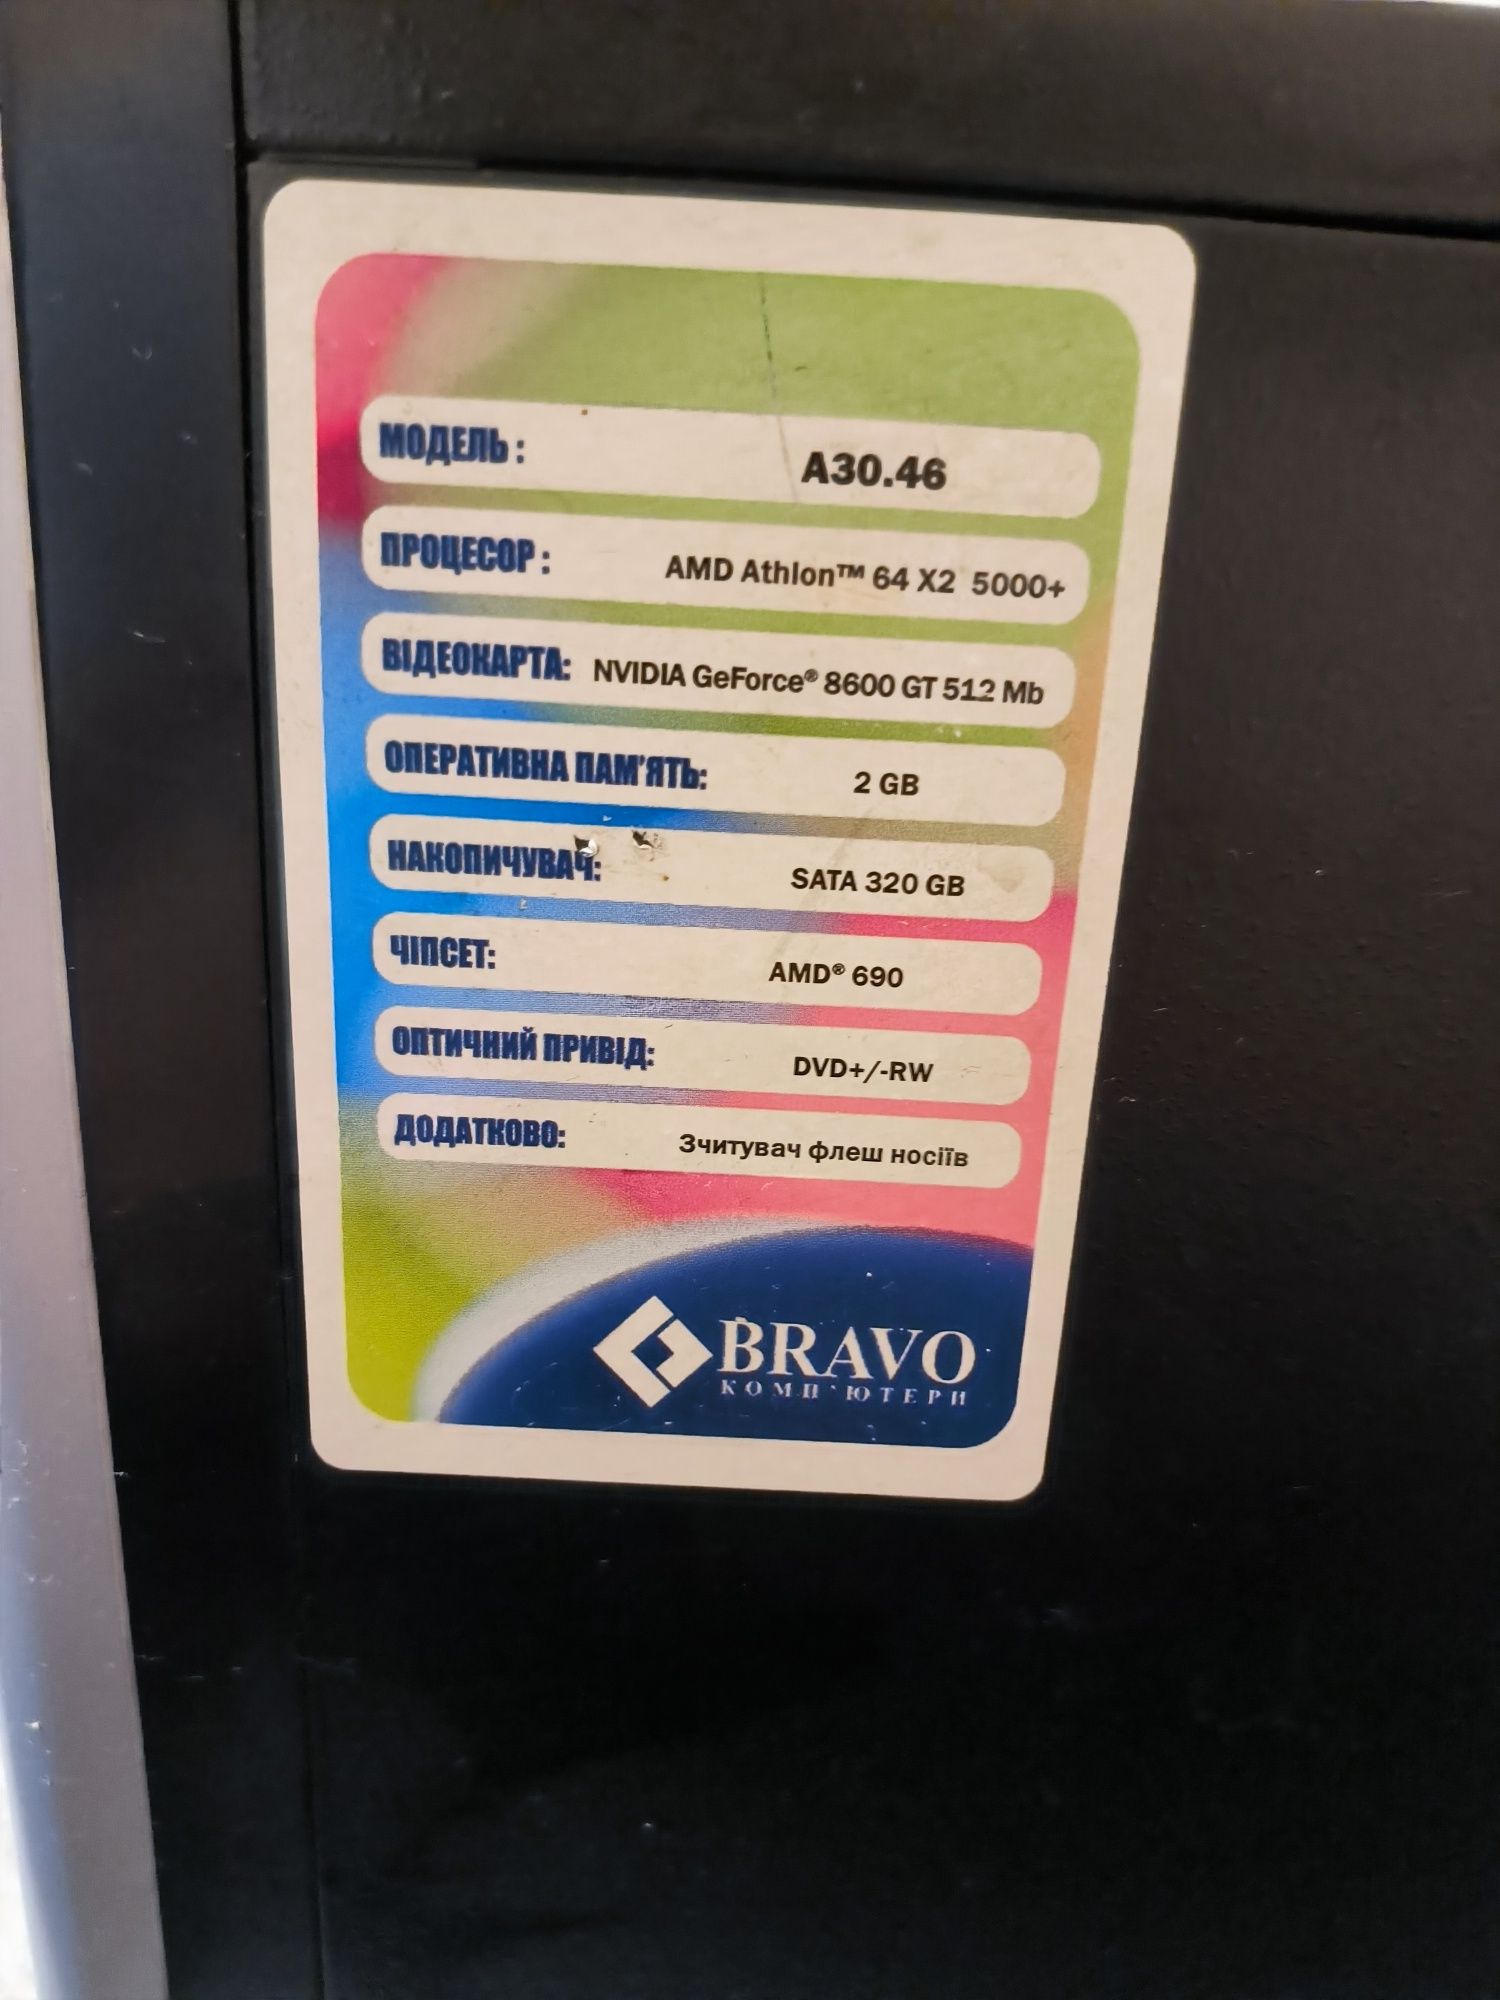 МОДЕЛЬ : A30.46
ПРОЦЕСОР : AMD Athlon™ 64 X2 5000+
ВІДЕОКАРТА: NVIDIA GeForce® 8600 GT 512 Mb
ОПЕРАТИВНА ПАМ'ЯТЬ: 2 GB
НАКОПИЧУВАЧ: SATA 320 GB
ЧІПСЕТ: AMD® 690
ОПТИЧНИЙ ПРИВІД: DVD+/-RW
ДОДАТКОВО: Зчитувач флеш носіїв
BRAVO
КОМП'ЮТЕРИ